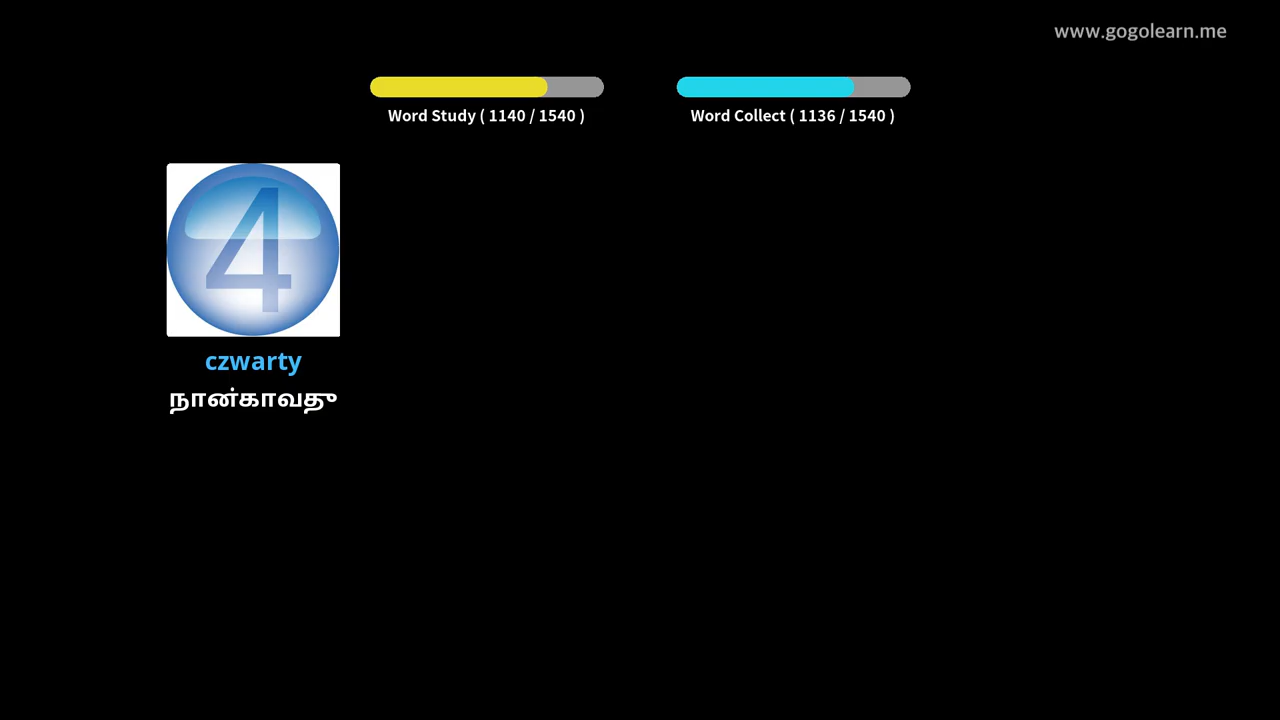 www.gogolearn.me
Word Study ( 1140 / 1540 )
Word Collect ( 1136 / 1540 )
4
czwarty
நான்காவது